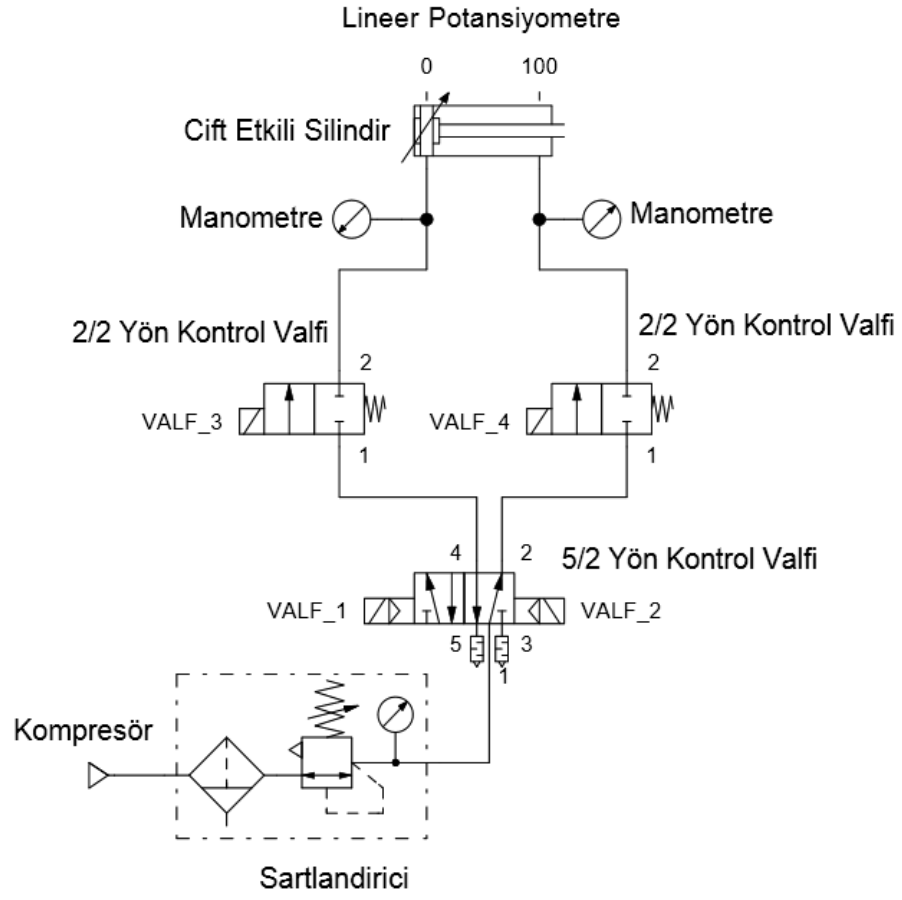 Lineer Potansiyometre
0 100
Cift Etkili Silindir
Manometre
Manometre
2/2 Yön Kontrol Valfi
2/2 Yön Kontrol Valfi
2
2
VALF_3
VALF_4
1
1
4 2
5/2 Yön Kontrol Valfi
VALF_1
VALF_2
5 3
1
Kompresör
Sartlandirici